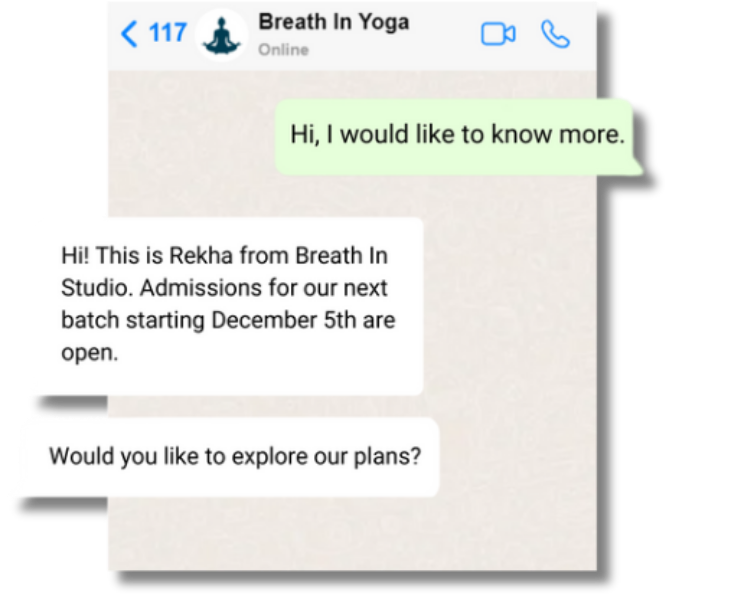 117
Breath In Yoga
Online
Hi, I would like to know more.
Hi! This is Rekha from Breath In
Studio. Admissions for our next
batch starting December 5th are
open.
Would you like to explore our plans?